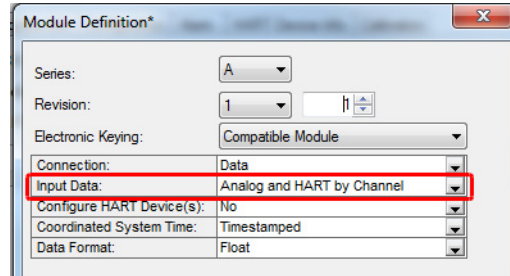 Module Definition*
Series: A
Revision: 1 1
Electronic Keying: Compatible Module
Connection: Data
Input Data: Analog and HART by Channel
Configure HART Device(s): No
Coordinated System Time: Timestamped
Data Format: Float